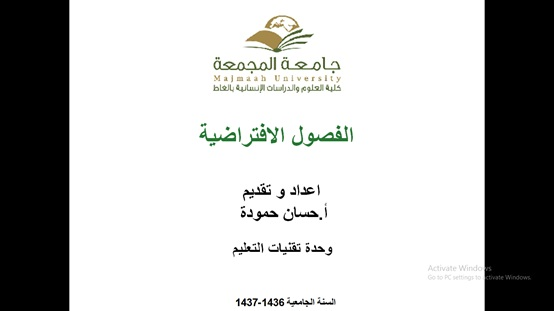 جامعة المجمعة
Majmaah University
كلية العلوم والدراسات الإنسانية بالغاط
الفصول الافتراضية
اعداد و تقديم
أ.حسان حمودة
وحدة تقنيات التعليم
السنة الجامعية 1436-1437
Activate Windows
Go to PC settings to activate Windows.